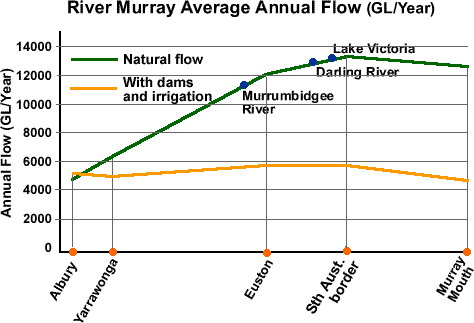 River Murray Average Annual Flow (GL/Year)
Annual Flow (GL/Year)
14000
12000
10000
8000
6000
4000
2000
0
Natural flow
With dams
and irrigation
Lake Victoria
Darling River
Murrumbidgee
River
Albury
Yarrawonga
Euston
Sth Aust.
border
Murray
Mouth